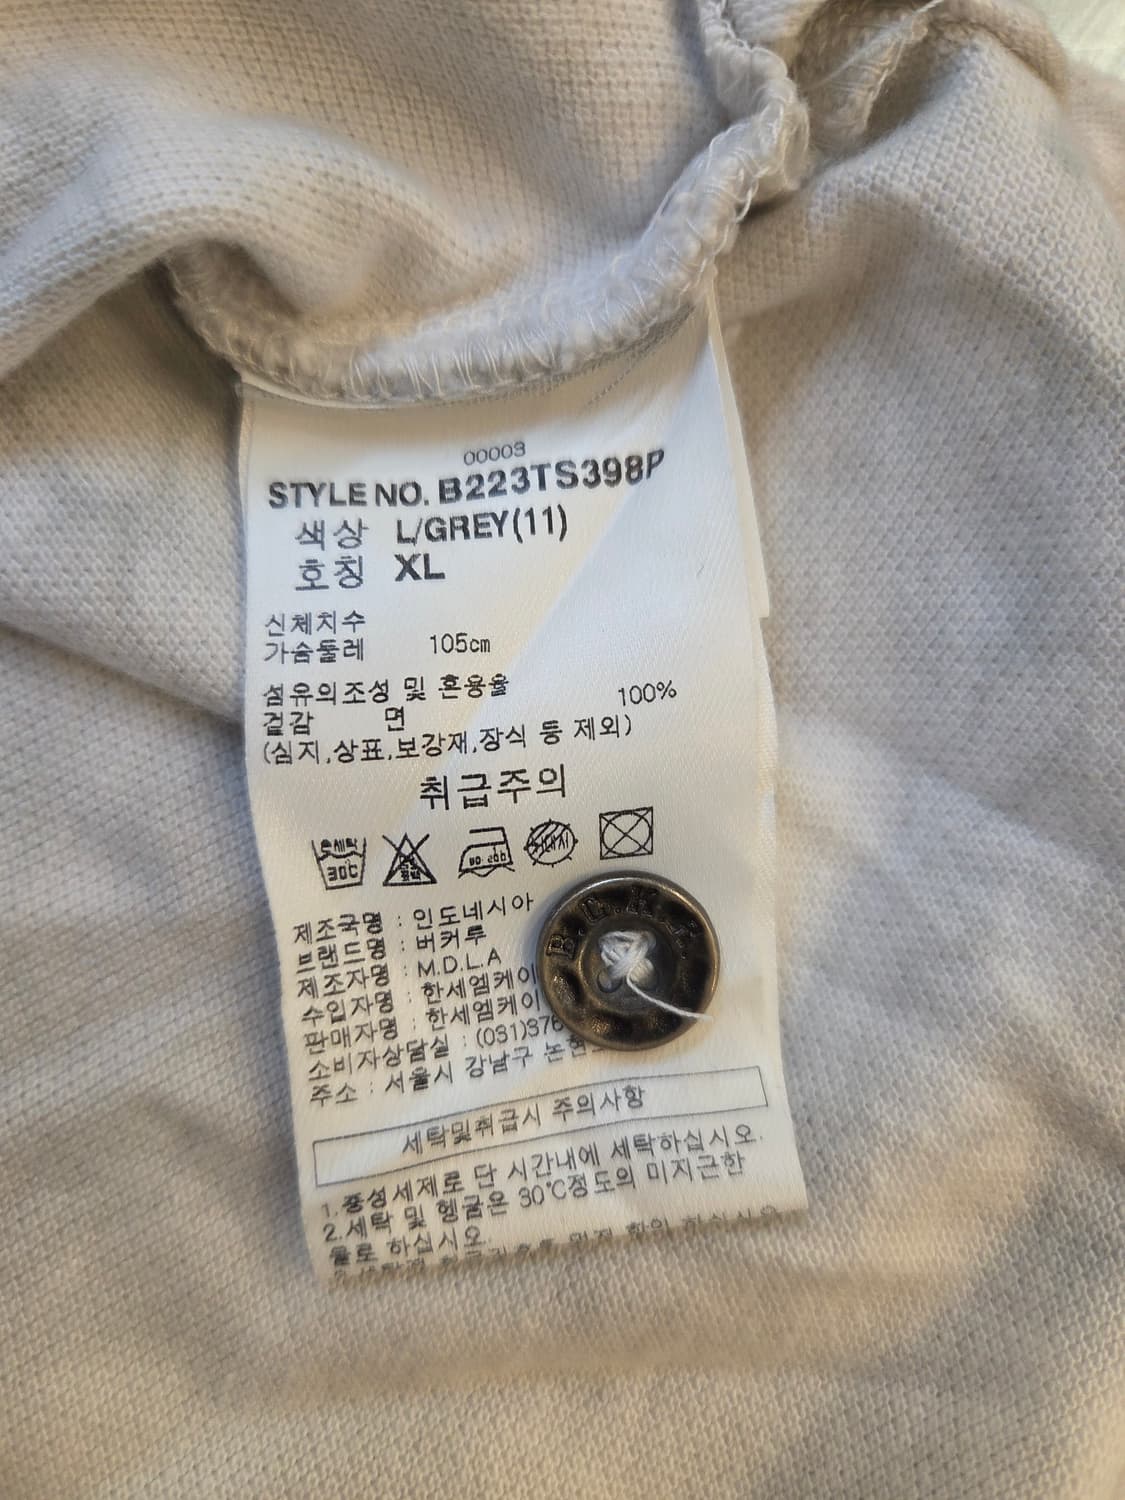 00003
STYLE NO. B223TS398P
색상 L/GREY(11)
호칭 XL
신체치수
가슴둘레 105cm
섬유의조성 및 혼용율
겉감 면 100%
(심지,상표,보강재,장식 등 제외)
취급주의
손세탁
30℃
제조국명 : 인도네시아
브랜드명 : 버커루
제조자명 : M.D.L.A
수입자명 : 한세엠케이
판매자명 : 한세엠케이
소비자상담실 : (031)376
주소 : 서울시 강남구 논현
세탁및취급시 주의사항
1.중성세제로 단 시간내에 세탁하십시오.
2.세탁 및 헹굼은 30℃정도의 미지근한
물로 하십시오.